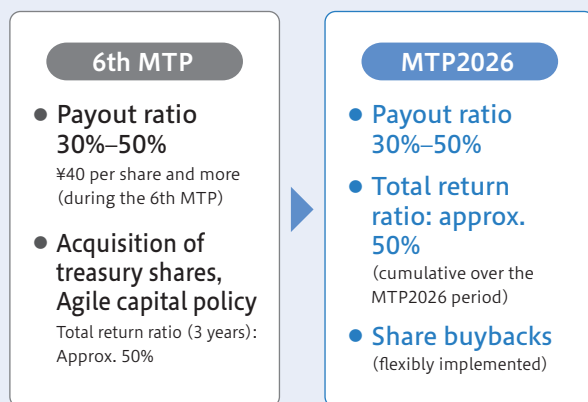 6th MTP
● Payout ratio
30%–50%
¥40 per share and more
(during the 6th MTP)
● Acquisition of
treasury shares,
Agile capital policy
Total return ratio (3 years):
Approx. 50%
MTP2026
● Payout ratio
30%–50%
● Total return
ratio: approx.
50%
(cumulative over the
MTP2026 period)
● Share buybacks
(flexibly implemented)